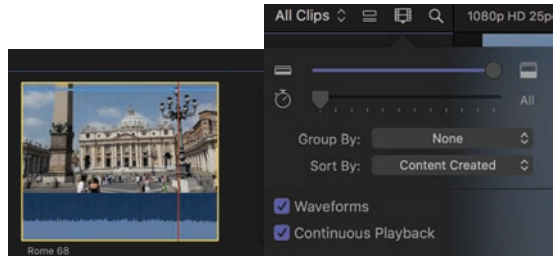 All Clips
1080p HD 25p
All
Group By: None
Sort By: Content Created
Waveforms
Continuous Playback
Rome 68